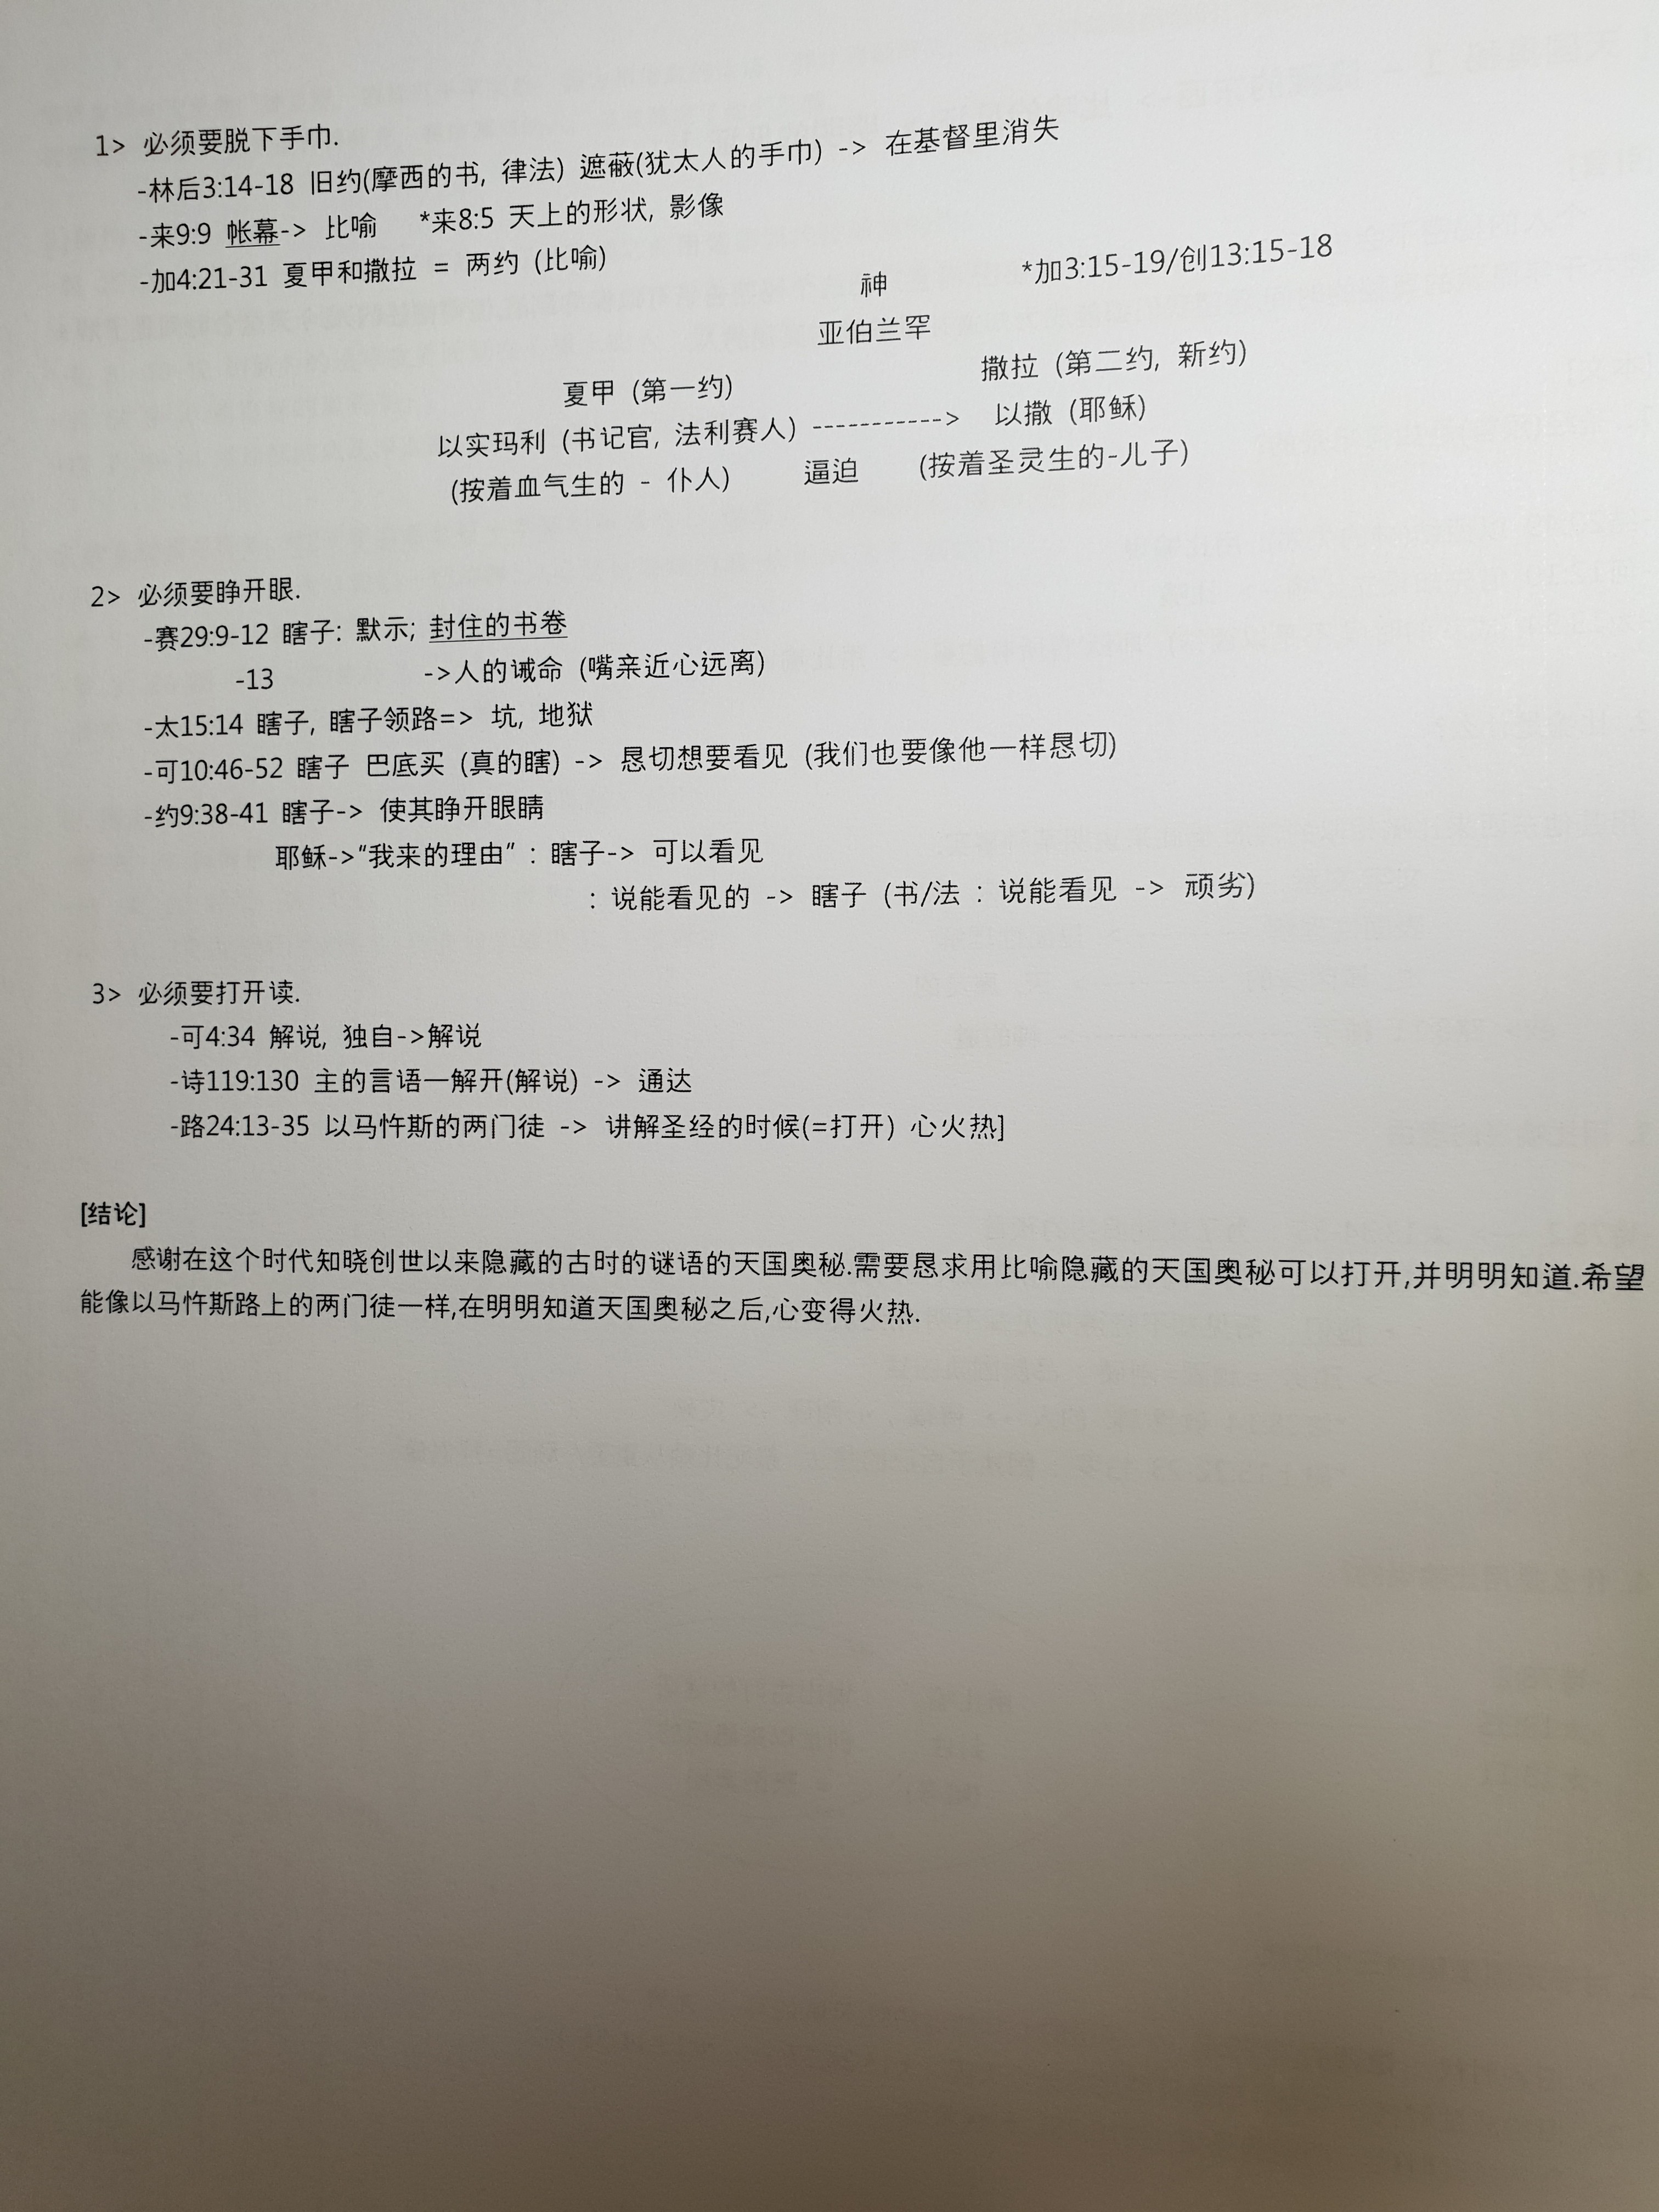 1> 必须要脱下手巾.
-林后3:14-18 旧约(摩西的书, 律法) 遮蔽(犹太人的手巾) -> 在基督里消失
-来9:9 帐幕-> 比喻 *来8:5 天上的形状, 影像
-加4:21-31 夏甲和撒拉 = 两约 (比喻)
神 *加3:15-19/创13:15-18
亚伯兰罕
夏甲 (第一约) 撒拉 (第二约, 新约)
以实玛利 (书记官, 法利赛人) -----------> 以撒 (耶稣)
(按着血气生的 - 仆人) 逼迫 (按着圣灵生的-儿子)
2> 必须要睁开眼.
-赛29:9-12 瞎子: 默示; 封住的书卷
-13 ->人的诫命 (嘴亲近心远离)
-太15:14 瞎子, 瞎子领路=> 坑, 地狱
-可10:46-52 瞎子 巴底买 (真的瞎) -> 恳切想要看见 (我们也要像他一样恳切)
-约9:38-41 瞎子-> 使其睁开眼睛
耶稣->“我来的理由” : 瞎子-> 可以看见
: 说能看见的 -> 瞎子 (书/法 : 说能看见 -> 顽劣)
3> 必须要打开读.
-可4:34 解说, 独自->解说
-诗119:130 主的言语一解开(解说) -> 通达
-路24:13-35 以马忤斯的两门徒 -> 讲解圣经的时候(=打开) 心火热]
[结论]
感谢在这个时代知晓创世以来隐藏的古时的谜语的天国奥秘.需要恳求用比喻隐藏的天国奥秘可以打开,并明明知道.希望
能像以马忤斯路上的两门徒一样,在明明知道天国奥秘之后,心变得火热.